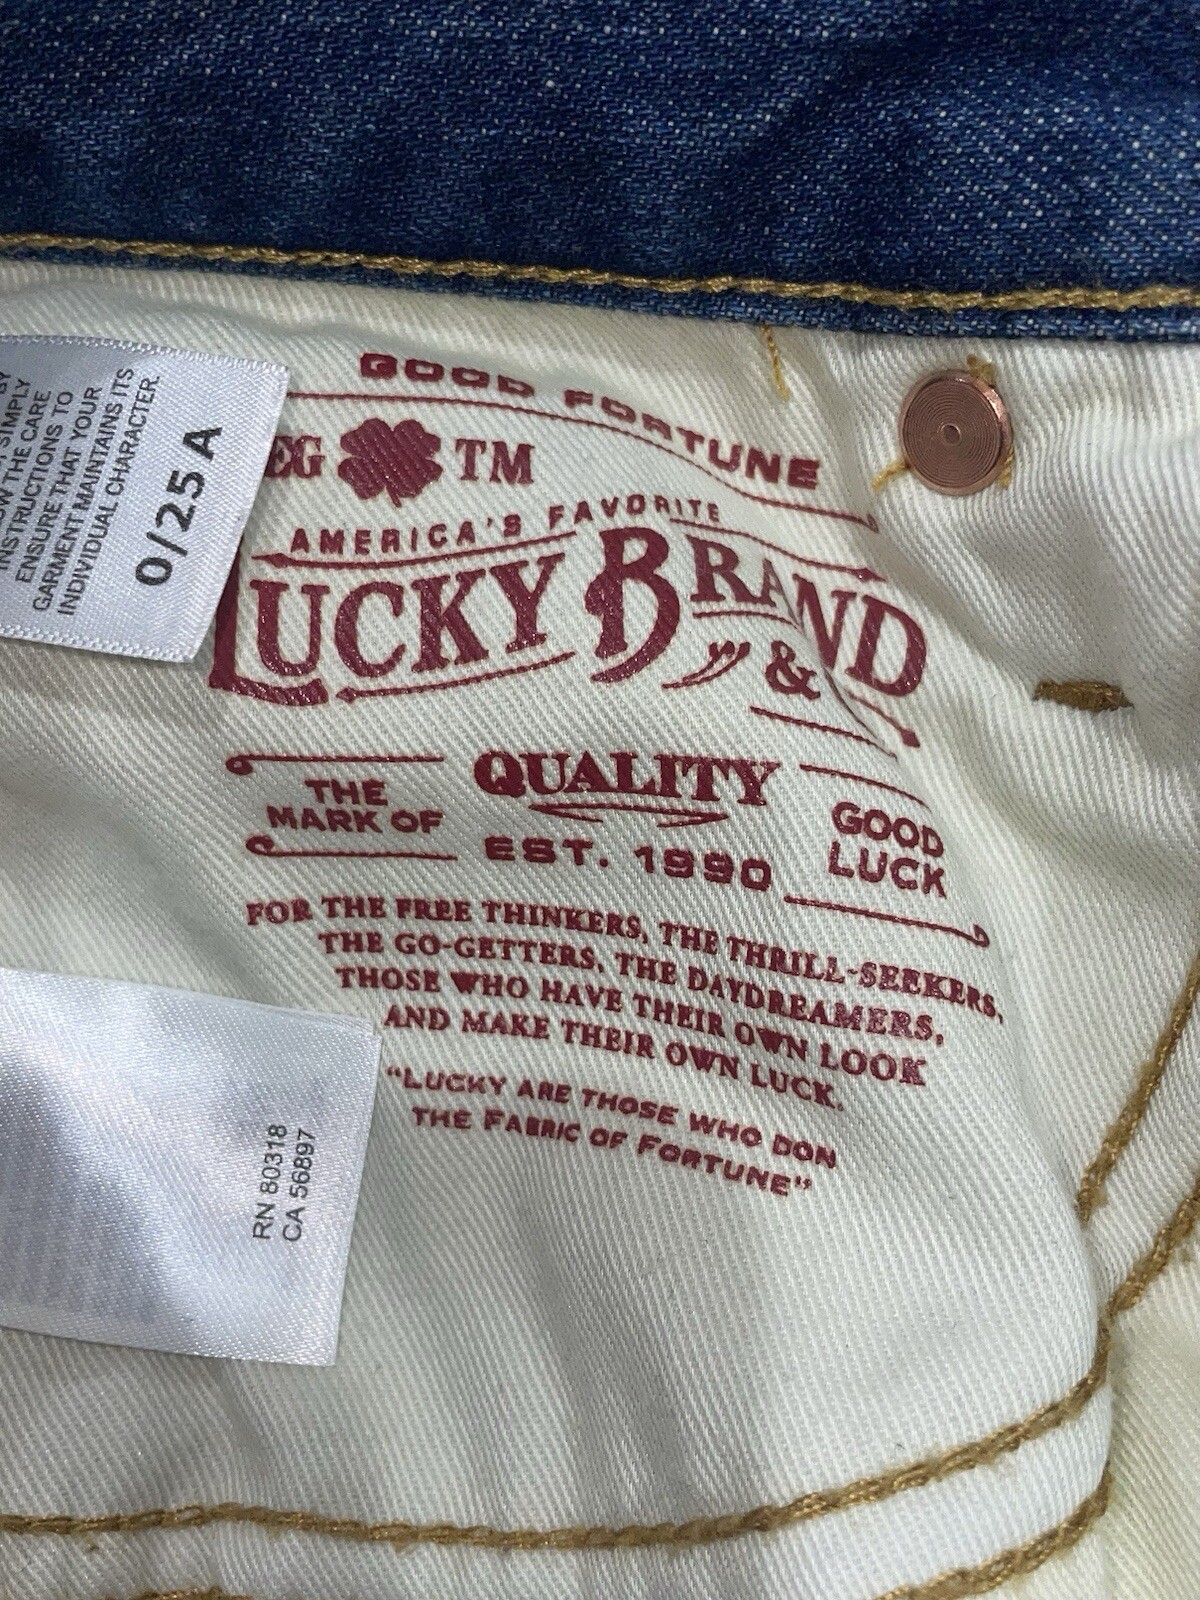 GOOD FORTUNE
EG TM
AMERICA'S FAVORITE
LUCKY BRAND
&
THE
MARK OF
QUALITY
EST. 1990
GOOD
LUCK
FOR THE FREE THINKERS, THE THRILL-SEEKERS,
THE GO-GETTERS, THE DAYDREAMERS,
THOSE WHO HAVE THEIR OWN LOOK
AND MAKE THEIR OWN LUCK.
"LUCKY ARE THOSE WHO DON
THE FABRIC OF FORTUNE"
SIMPLY
THE CARE
INSTRUCTIONS TO
ENSURE THAT YOUR
GARMENT MAINTAINS ITS
INDIVIDUAL CHARACTER.
0/25 A
RN 80318
CA 56897